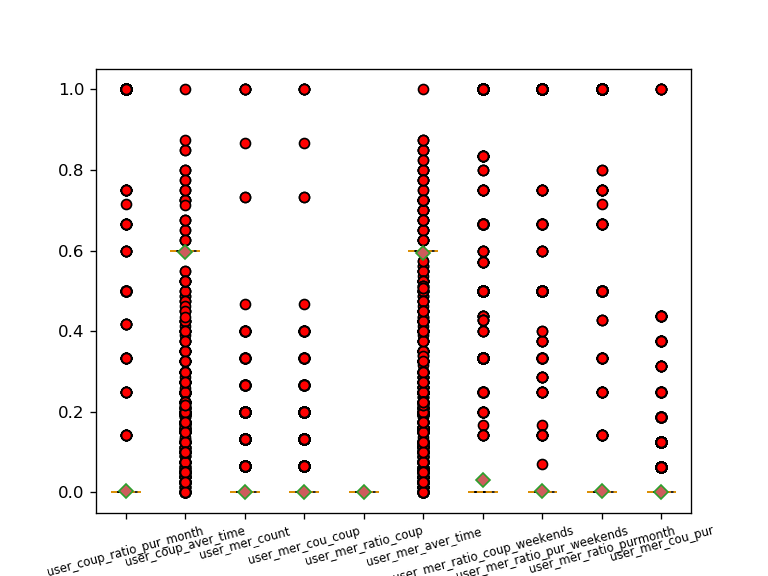 1.0
0.8
0.6
0.4
0.2
0.0
user_coup_ratio_pur_month
user_coup_aver_time
user_mer_count
user_mer_cou_coup
user_mer_ratio_coup
user_mer_aver_time
user_mer_ratio_coup_weekends
user_mer_ratio_pur_weekends
user_mer_ratio_purmonth
user_mer_cou_pur